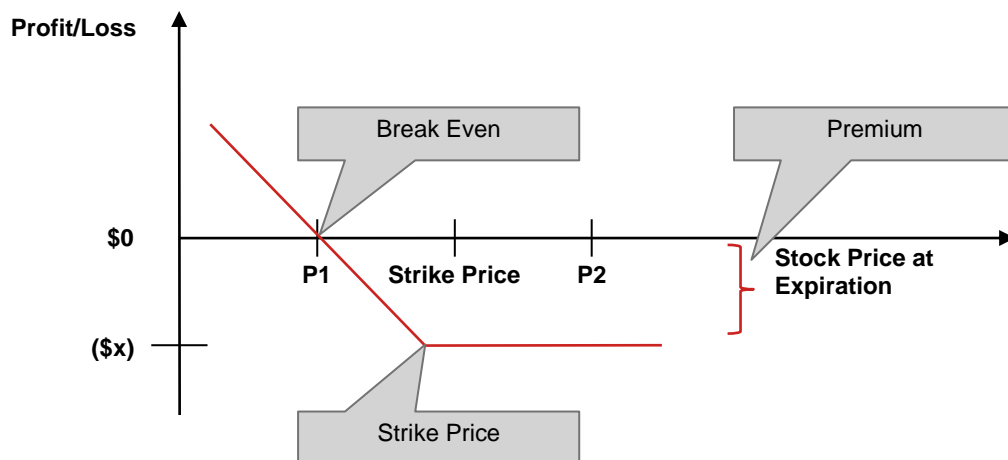 Profit/Loss
Break Even
Premium
$0
P1
Strike Price
P2
Stock Price at
Expiration
($x)
Strike Price